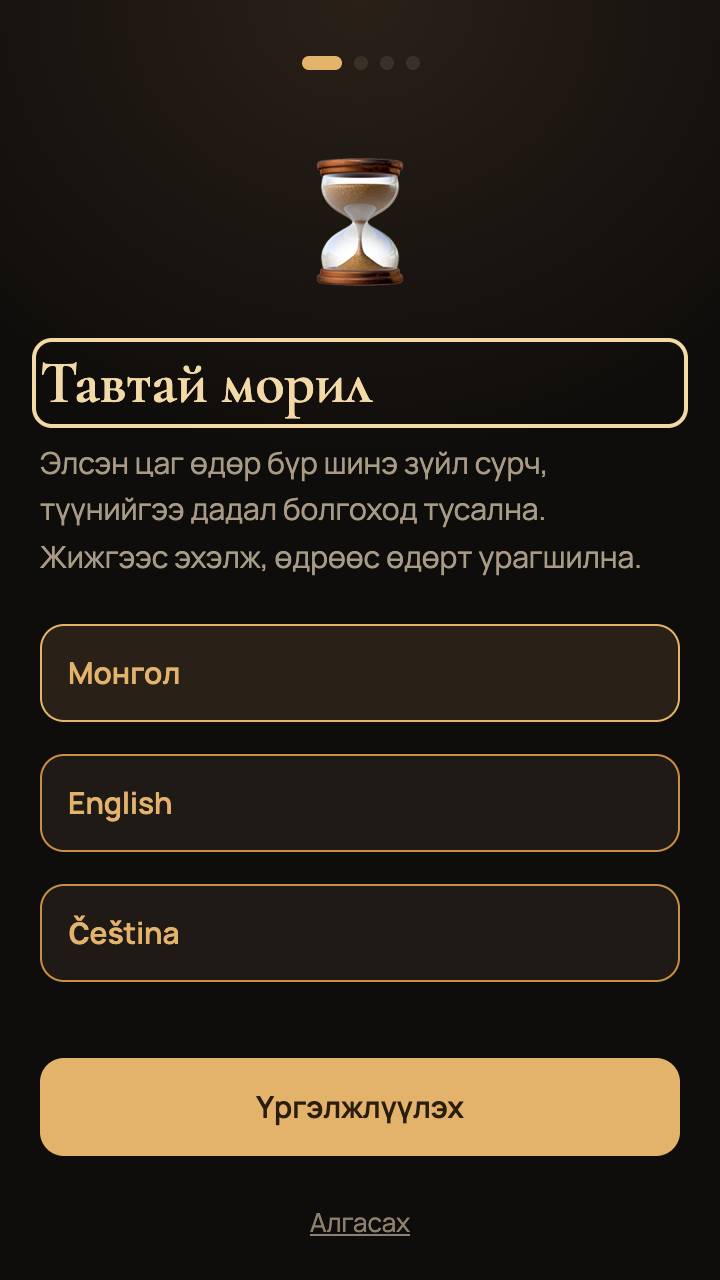 Тавтай морил
Элсэн цаг өдөр бүр шинэ зүйл сурч,
түүнийгээ дадал болгоход тусална.
Жижгээс эхэлж, өдрөөс өдөрт урагшилна.
Монгол
English
Čeština
Үргэлжлүүлэх
Алгасах